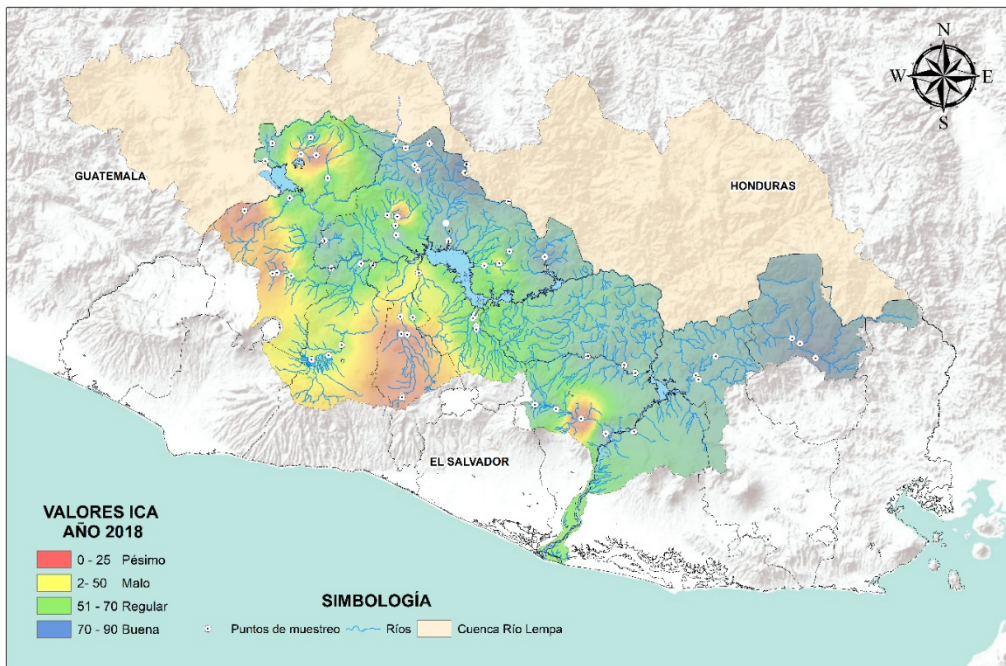 N
W E
S
GUATEMALA
HONDURAS
EL SALVADOR
VALORES ICA
AÑO 2018
0 - 25 Pésimo
2- 50 Malo
51 - 70 Regular
70 - 90 Buena
SIMBOLOGÍA
Puntos de muestreo Ríos Cuenca Río Lempa